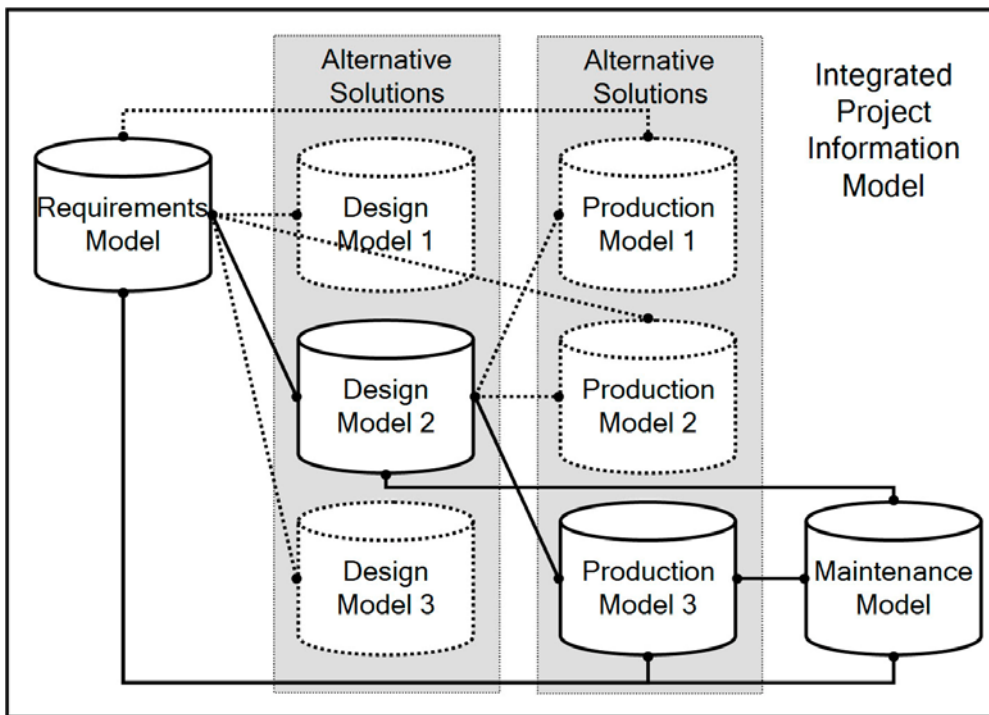 Alternative
Solutions
Alternative
Solutions
Integrated
Project
Information
Model
Requirements
Model
Design
Model 1
Production
Model 1
Design
Model 2
Production
Model 2
Design
Model 3
Production
Model 3
Maintenance
Model